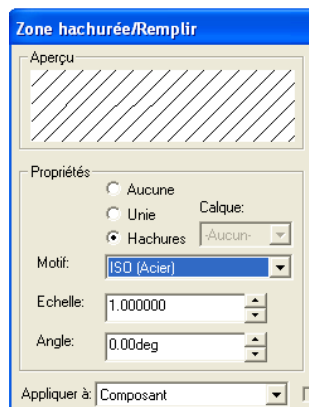 Zone hachurée/Remplir
Aperçu
Propriétés
Aucune
Unie
Calque:
Hachures
-Aucun-
Motif:
ISO (Acier)
Echelle:
1.000000
Angle:
0.00deg
Appliquer à:
Composant